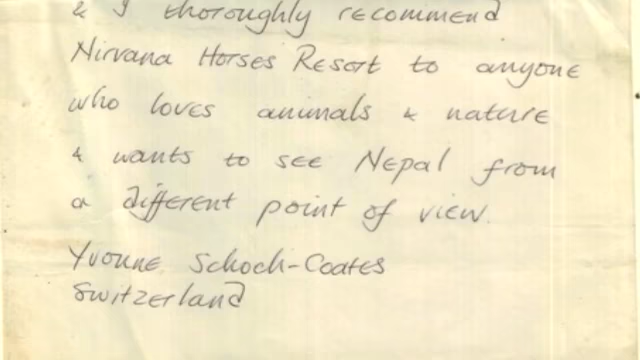 & I thoroughly recommend
Nirvana Horses Resort to anyone
who loves animals & nature
& wants to see Nepal from
a different point of view.
Yvonne Schoch-Coates
Switzerland